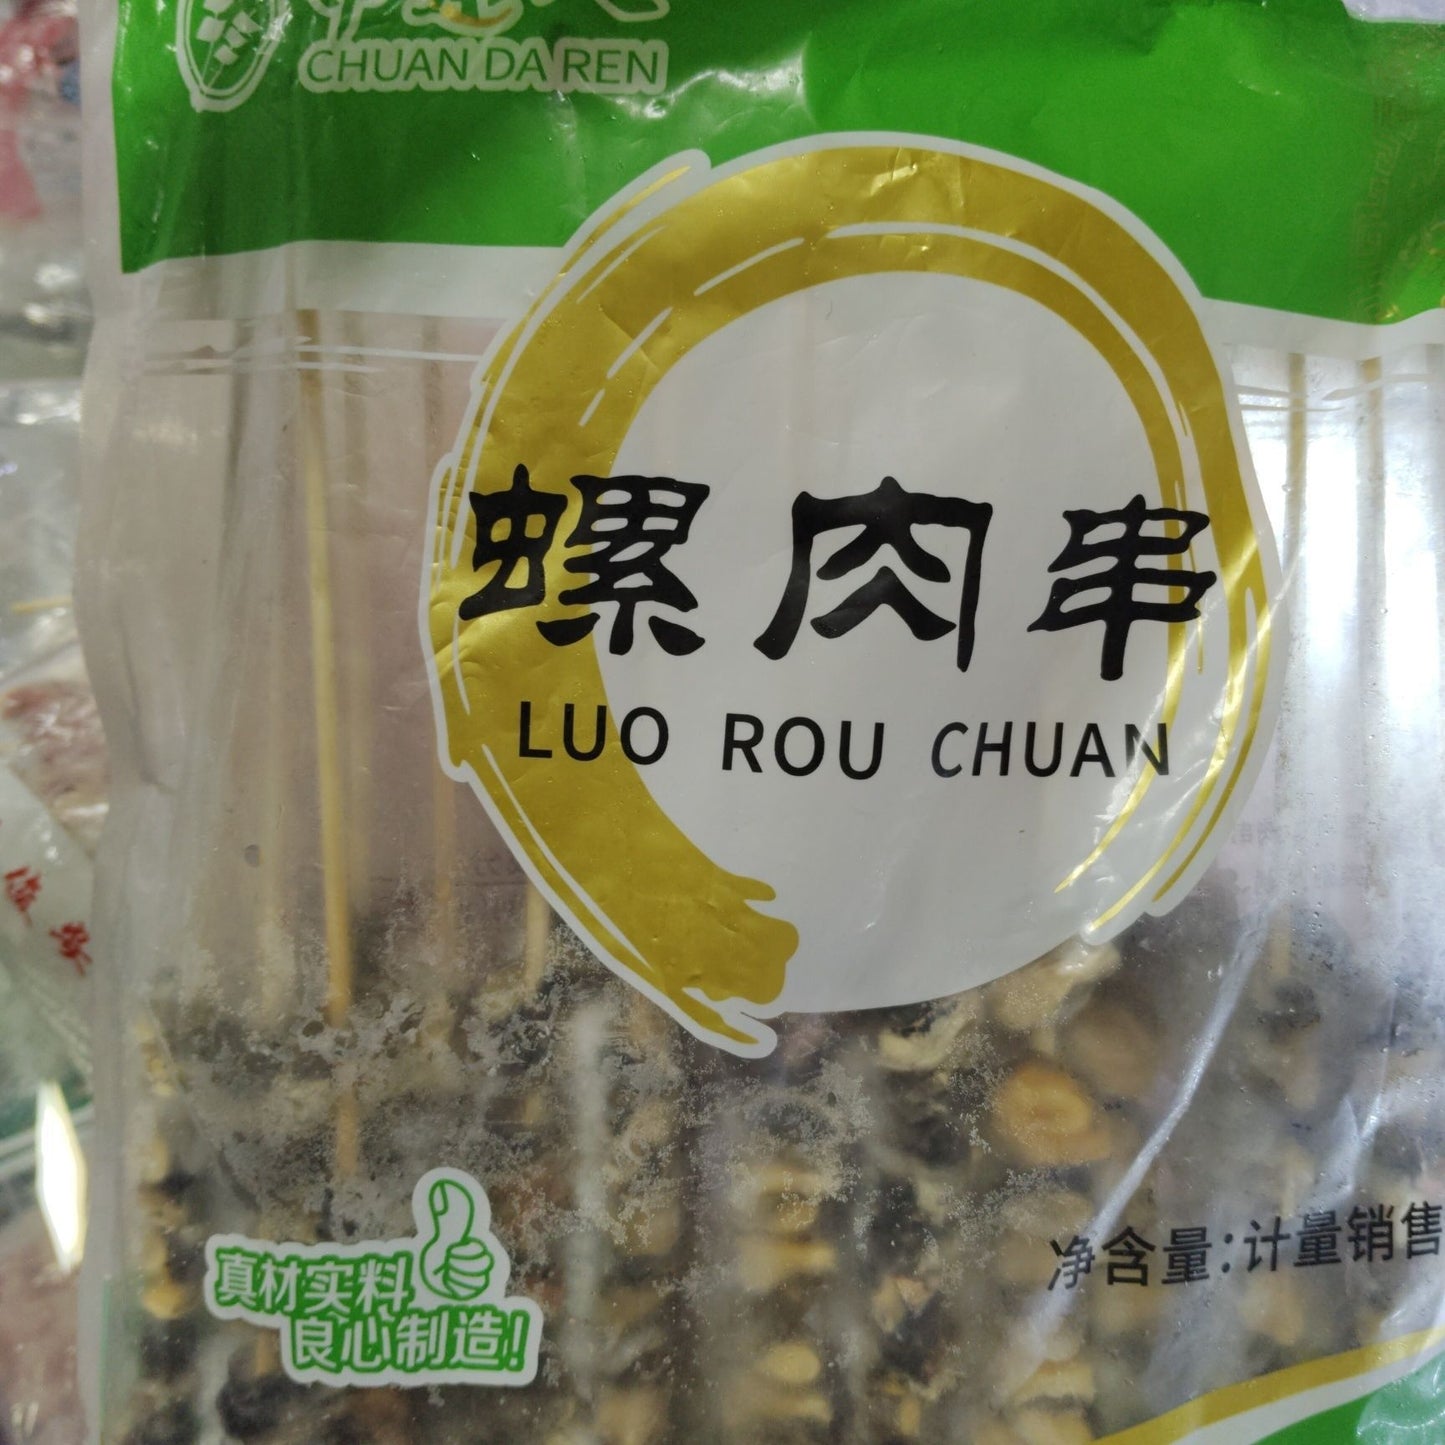 CHUAN DA REN
螺肉串
LUO ROU CHUAN
真材实料
良心制造!
净含量:计量销售